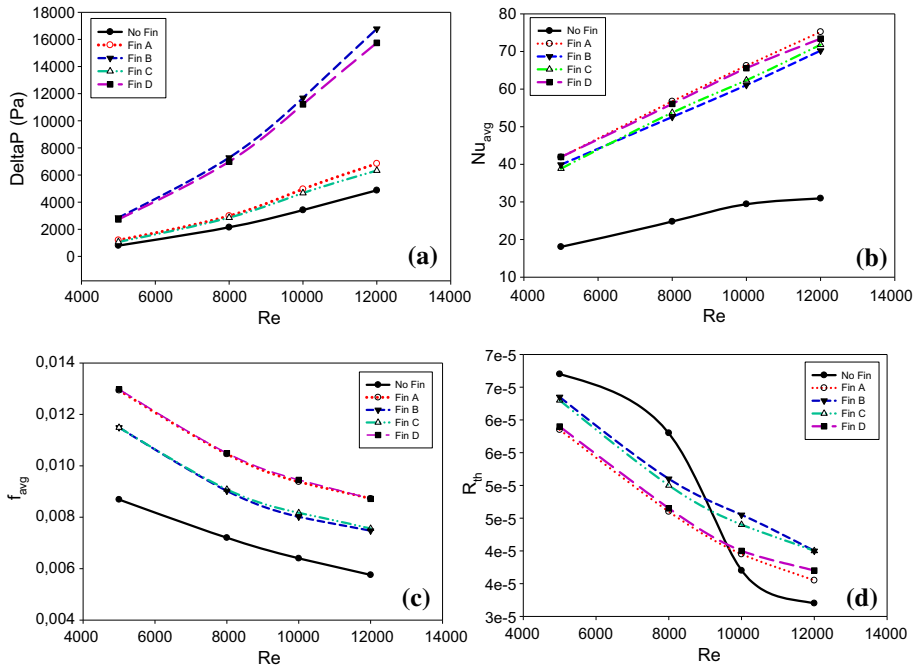 18000
16000
14000
12000
10000
8000
6000
4000
2000
0
DeltaP (Pa)
No Fin
Fin A
Fin B
Fin C
Fin D
(a)
4000 6000 8000 10000 12000 14000
Re
80
70
60
50
40
30
20
10
Nu_avg
No Fin
Fin A
Fin B
Fin C
Fin D
(b)
4000 6000 8000 10000 12000 14000
Re
0,014
0,012
0,010
0,008
0,006
0,004
f_avg
No Fin
Fin A
Fin B
Fin C
Fin D
(c)
4000 6000 8000 10000 12000 14000
Re
7e-5
7e-5
6e-5
6e-5
5e-5
5e-5
4e-5
4e-5
3e-5
R_th
No Fin
Fin A
Fin B
Fin C
Fin D
(d)
4000 6000 8000 10000 12000 14000
Re